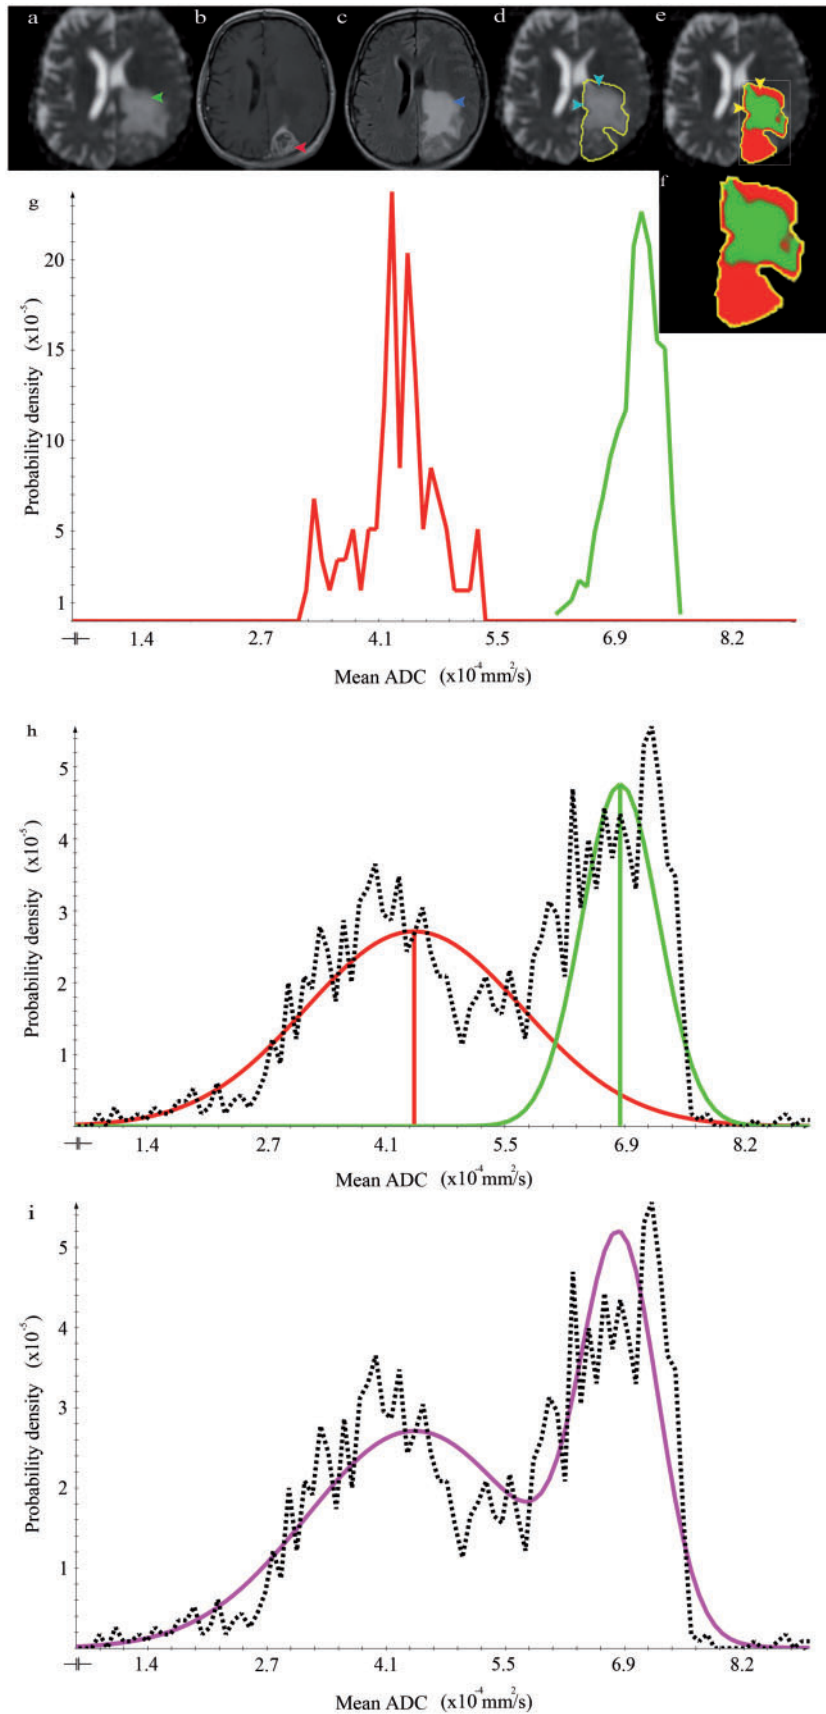 a b c d e
f
g
Probability density (x10⁻⁵)
20
15
10
5
1
1.4 2.7 4.1 5.5 6.9 8.2
Mean ADC (x10⁻⁴mm²/s)
h
Probability density (x10⁻⁵)
5
4
3
2
1
1.4 2.7 4.1 5.5 6.9 8.2
Mean ADC (x10⁻⁴mm²/s)
i
Probability density (x10⁻⁵)
5
4
3
2
1
1.4 2.7 4.1 5.5 6.9 8.2
Mean ADC (x10⁻⁴mm²/s)